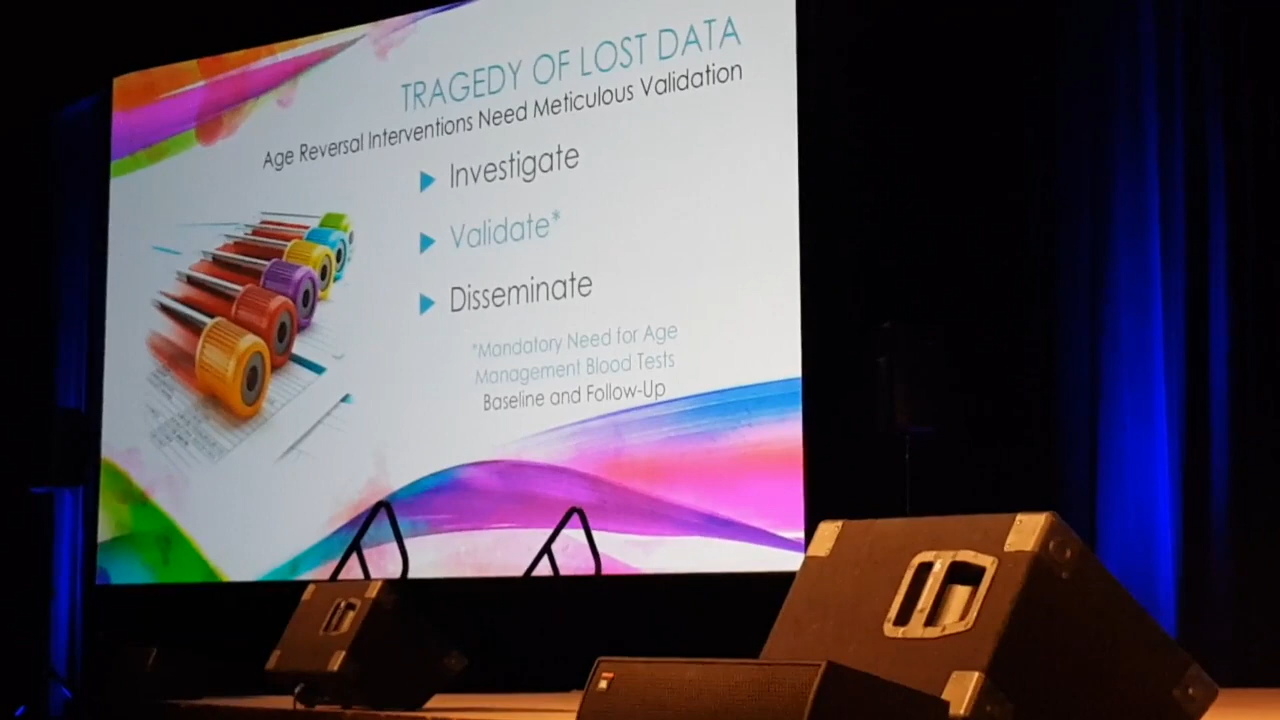 TRAGEDY OF LOST DATA
Age Reversal Interventions Need Meticulous Validation
Investigate
Validate*
Disseminate
*Mandatory Need for Age
Management Blood Tests
Baseline and Follow-Up